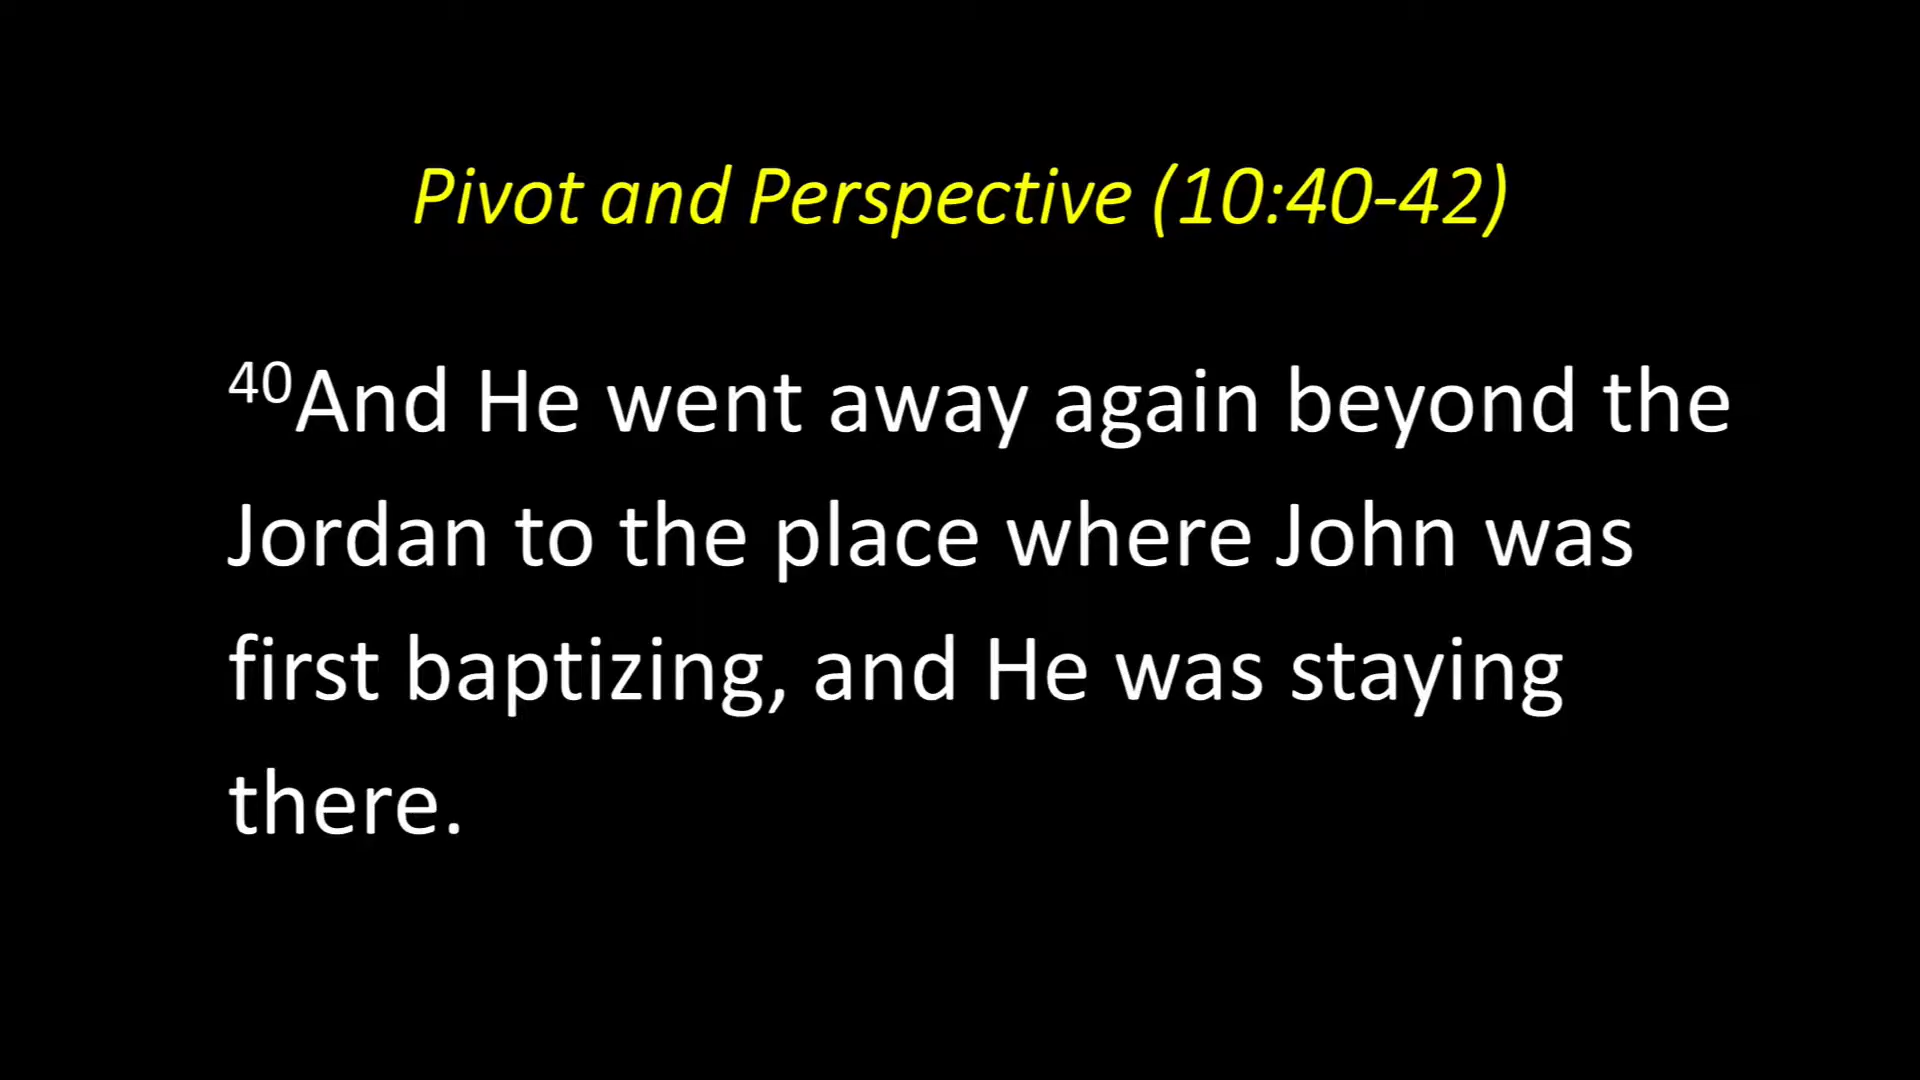 Pivot and Perspective (10:40-42)
40And He went away again beyond the
Jordan to the place where John was
first baptizing, and He was staying
there.